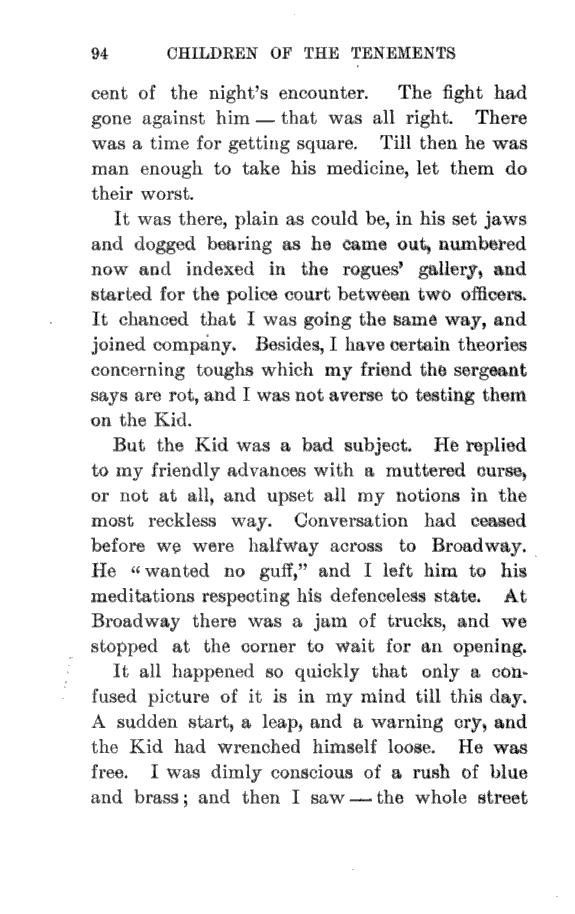 94 CHILDREN OF THE TENEMENTS
cent of the night's encounter. The fight had
gone against him — that was all right. There
was a time for getting square. Till then he was
man enough to take his medicine, let them do
their worst.
It was there, plain as could be, in his set jaws
and dogged bearing as he came out, numbered
now and indexed in the rogues' gallery, and
started for the police court between two officers.
It chanced that I was going the same way, and
joined company. Besides, I have certain theories
concerning toughs which my friend the sergeant
says are rot, and I was not averse to testing them
on the Kid.
But the Kid was a bad subject. He replied
to my friendly advances with a muttered curse,
or not at all, and upset all my notions in the
most reckless way. Conversation had ceased
before we were halfway across to Broadway.
He “wanted no guff,” and I left him to his
meditations respecting his defenceless state. At
Broadway there was a jam of trucks, and we
stopped at the corner to wait for an opening.
It all happened so quickly that only a con-
fused picture of it is in my mind till this day.
A sudden start, a leap, and a warning cry, and
the Kid had wrenched himself loose. He was
free. I was dimly conscious of a rush of blue
and brass; and then I saw — the whole street